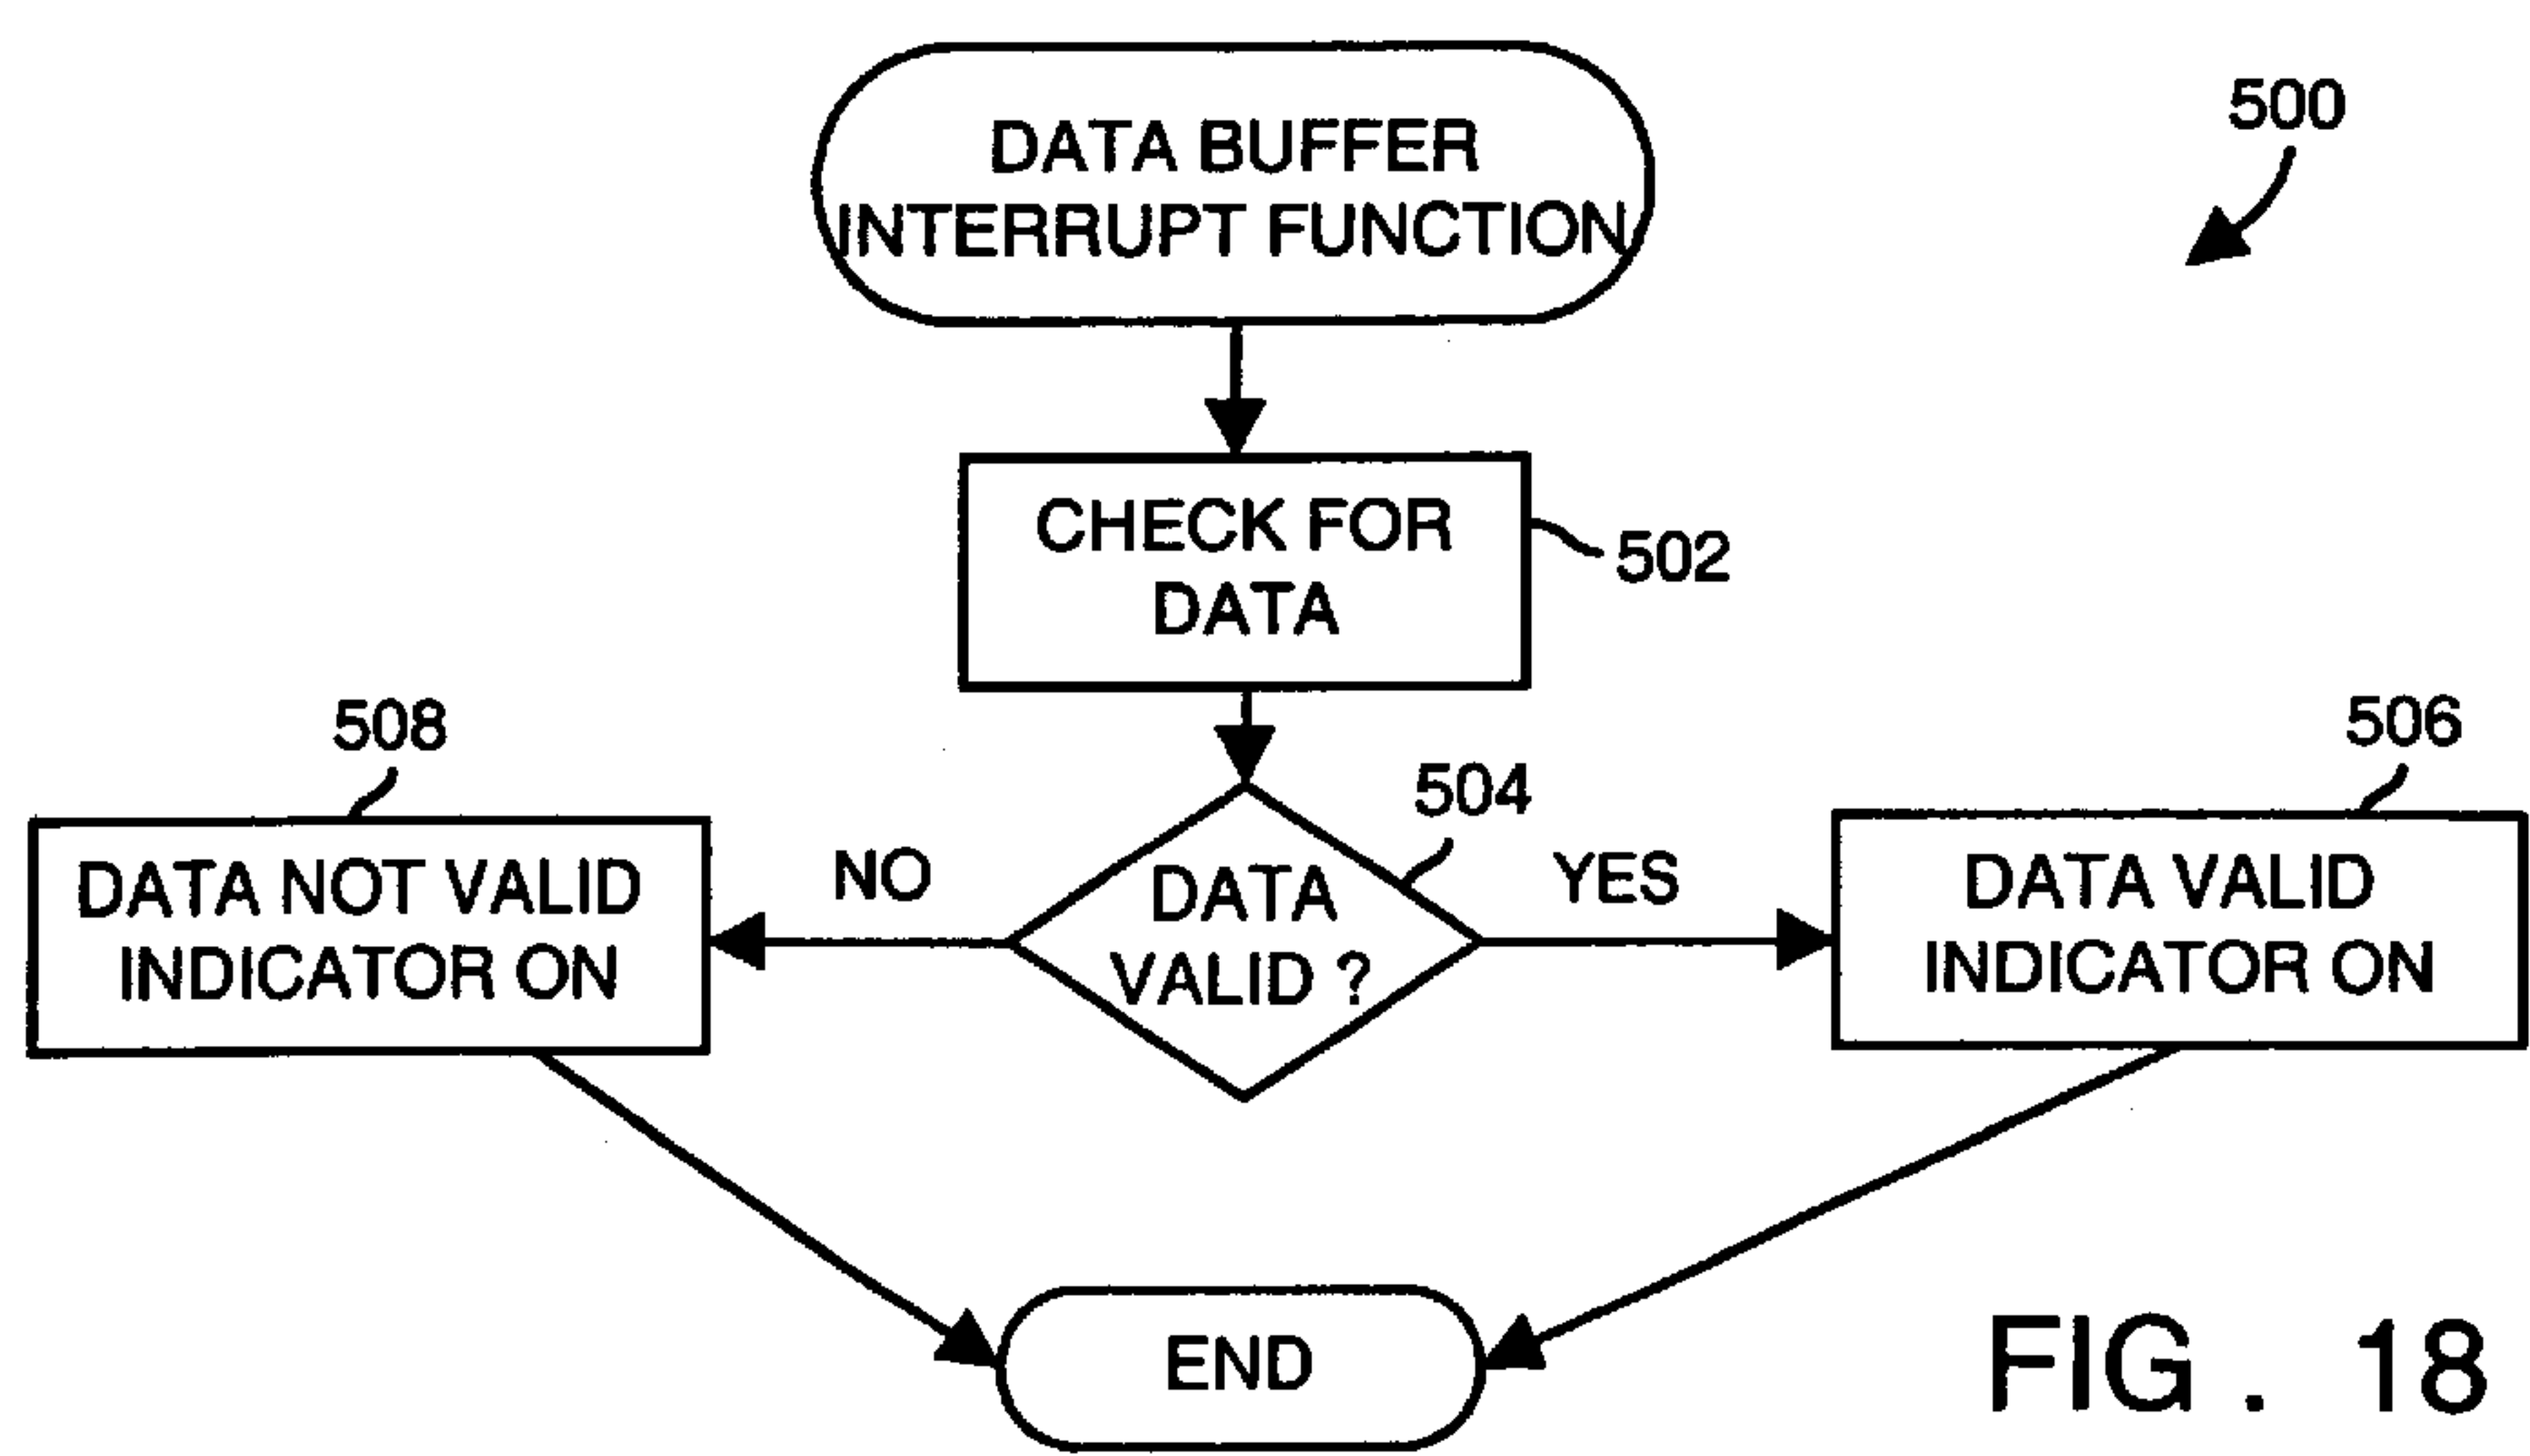 DATA BUFFER
INTERRUPT FUNCTION
500
CHECK FOR
DATA
502
508
506
504
DATA NOT VALID
INDICATOR ON
NO
DATA
VALID ?
YES
DATA VALID
INDICATOR ON
END
FIG . 18